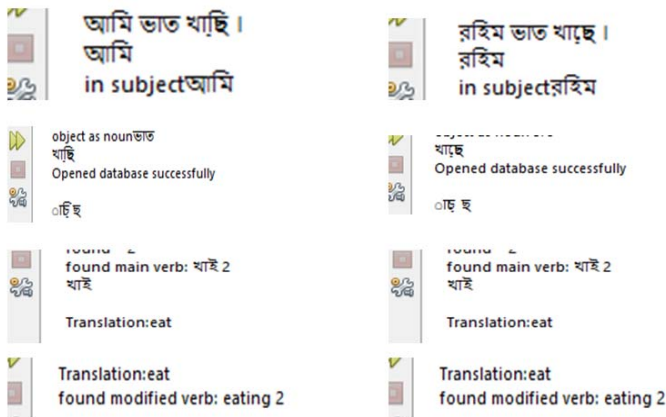 আমি ভাত খাচ্ছি ।
আমি
in subjectআমি
রহিম ভাত খাচ্ছে ।
রহিম
in subjectরহিম
object as nounভাত
খাচ্ছি
Opened database successfully
খাচ্ছে
Opened database successfully
found main verb: খাই 2
খাই
Translation:eat
found main verb: খাই 2
খাই
Translation:eat
Translation:eat
found modified verb: eating 2
Translation:eat
found modified verb: eating 2